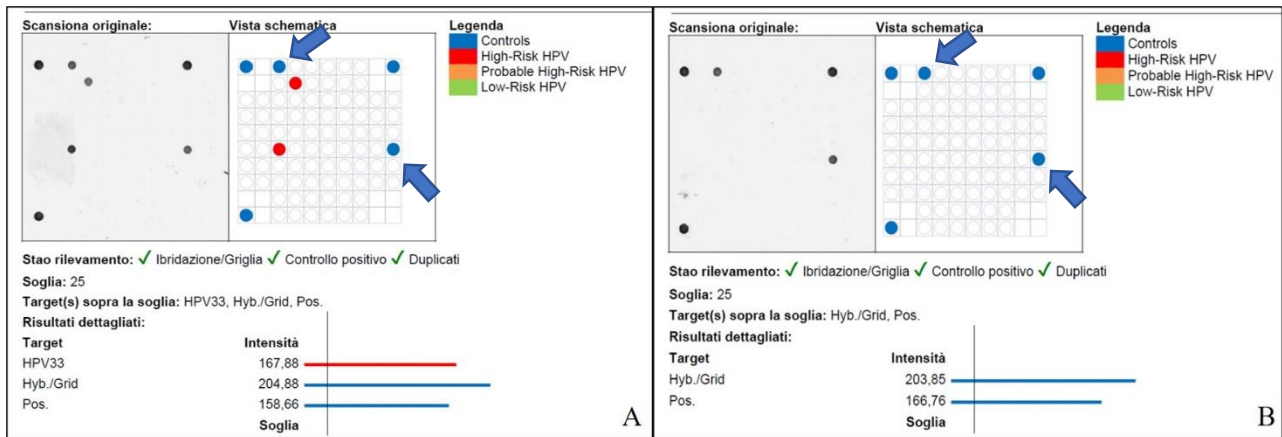 Scansiona originale: Vista schematica Legenda
Controls
High-Risk HPV
Probable High-Risk HPV
Low-Risk HPV
Stao rilevamento: ✓ Ibridazione/Griglia ✓ Controllo positivo ✓ Duplicati
Soglia: 25
Target(s) sopra la soglia: HPV33, Hyb./Grid, Pos.
Risultati dettagliati:
Target Intensità
HPV33 167,88
Hyb./Grid 204,88
Pos. 158,66
Soglia
A
Scansione originale: Vista schematica Legenda
Controls
High-Risk HPV
Probable High-Risk HPV
Low-Risk HPV
Stao rilevamento: ✓ Ibridazione/Griglia ✓ Controllo positivo ✓ Duplicati
Soglia: 25
Target(s) sopra la soglia: Hyb./Grid, Pos.
Risultati dettagliati:
Target Intensità
Hyb./Grid 203,85
Pos. 166,76
Soglia
B